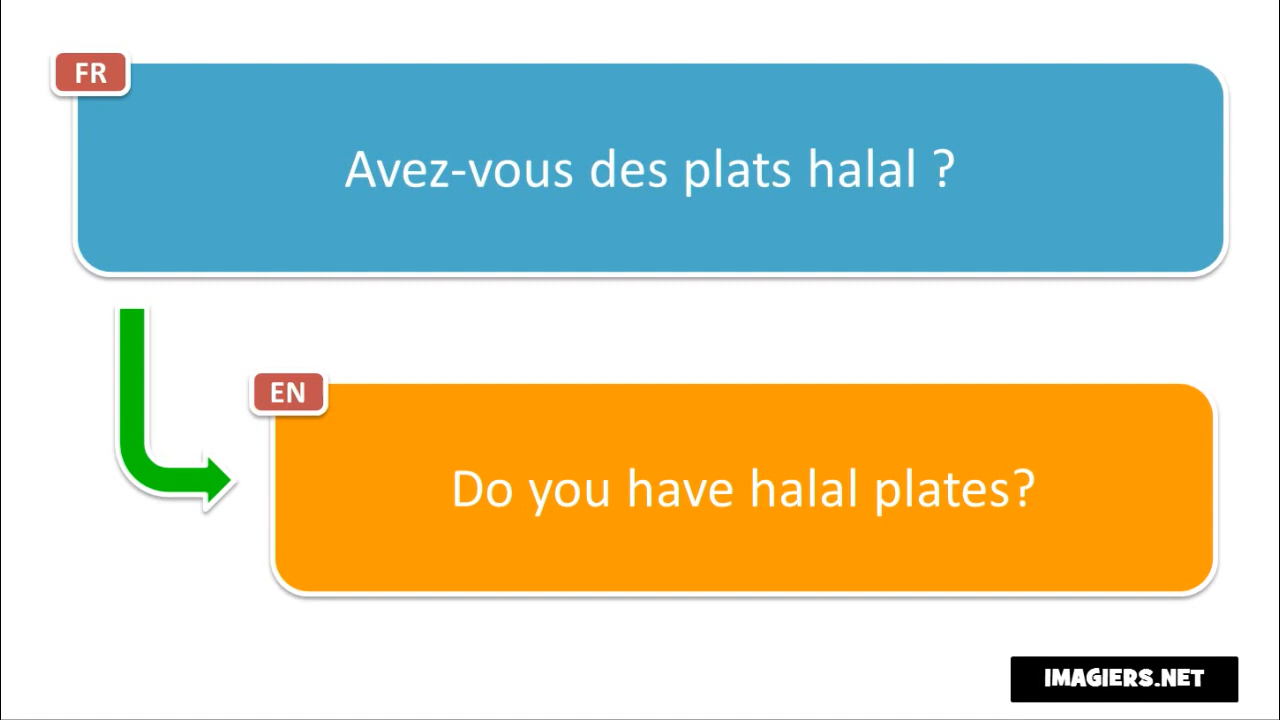 FR
Avez-vous des plats halal ?
EN
Do you have halal plates?
IMAGIERS.NET